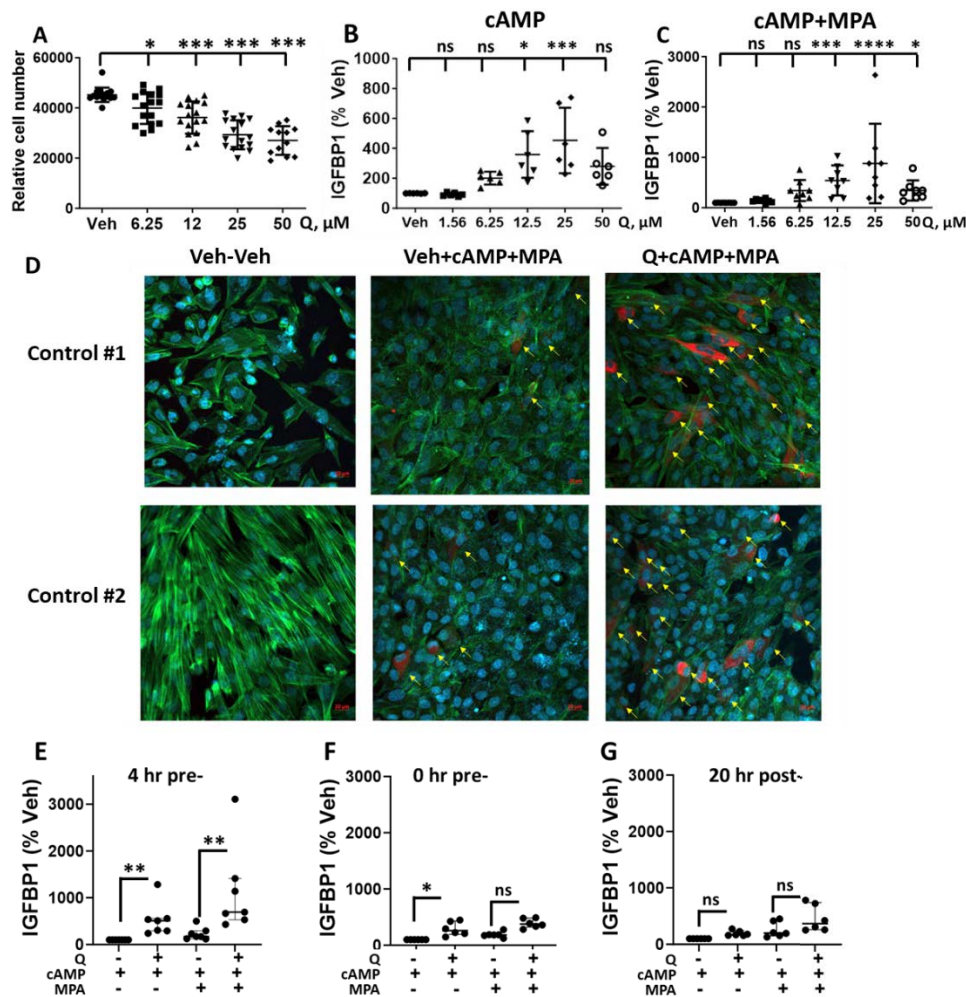 cAMP
cAMP+MPA
A
B
C
* *** *** ***
ns ns * *** ns
ns ns *** **** *
Relative cell number
60000
40000
20000
0
Veh 6.25 12 25 50 Q, μM
IGFBP1 (% Veh)
1000
800
600
400
200
0
Veh 1.56 6.25 12.5 25 50 Q, μM
IGFBP1 (% Veh)
3000
2000
1000
0
Veh 1.56 6.25 12.5 25 50 Q, μM
D
Veh-Veh
Veh+cAMP+MPA
Q+cAMP+MPA
Control #1
Control #2
E
4 hr pre-
IGFBP1 (% Veh)
3000
2000
1000
0
** **
Q - + - +
cAMP + + + +
MPA - - + +
F
0 hr pre-
IGFBP1 (% Veh)
3000
2000
1000
0
* ns
- + - +
+ + + +
- - + +
G
20 hr post-
IGFBP1 (% Veh)
3000
2000
1000
0
ns ns
- + - +
+ + + +
- - + +